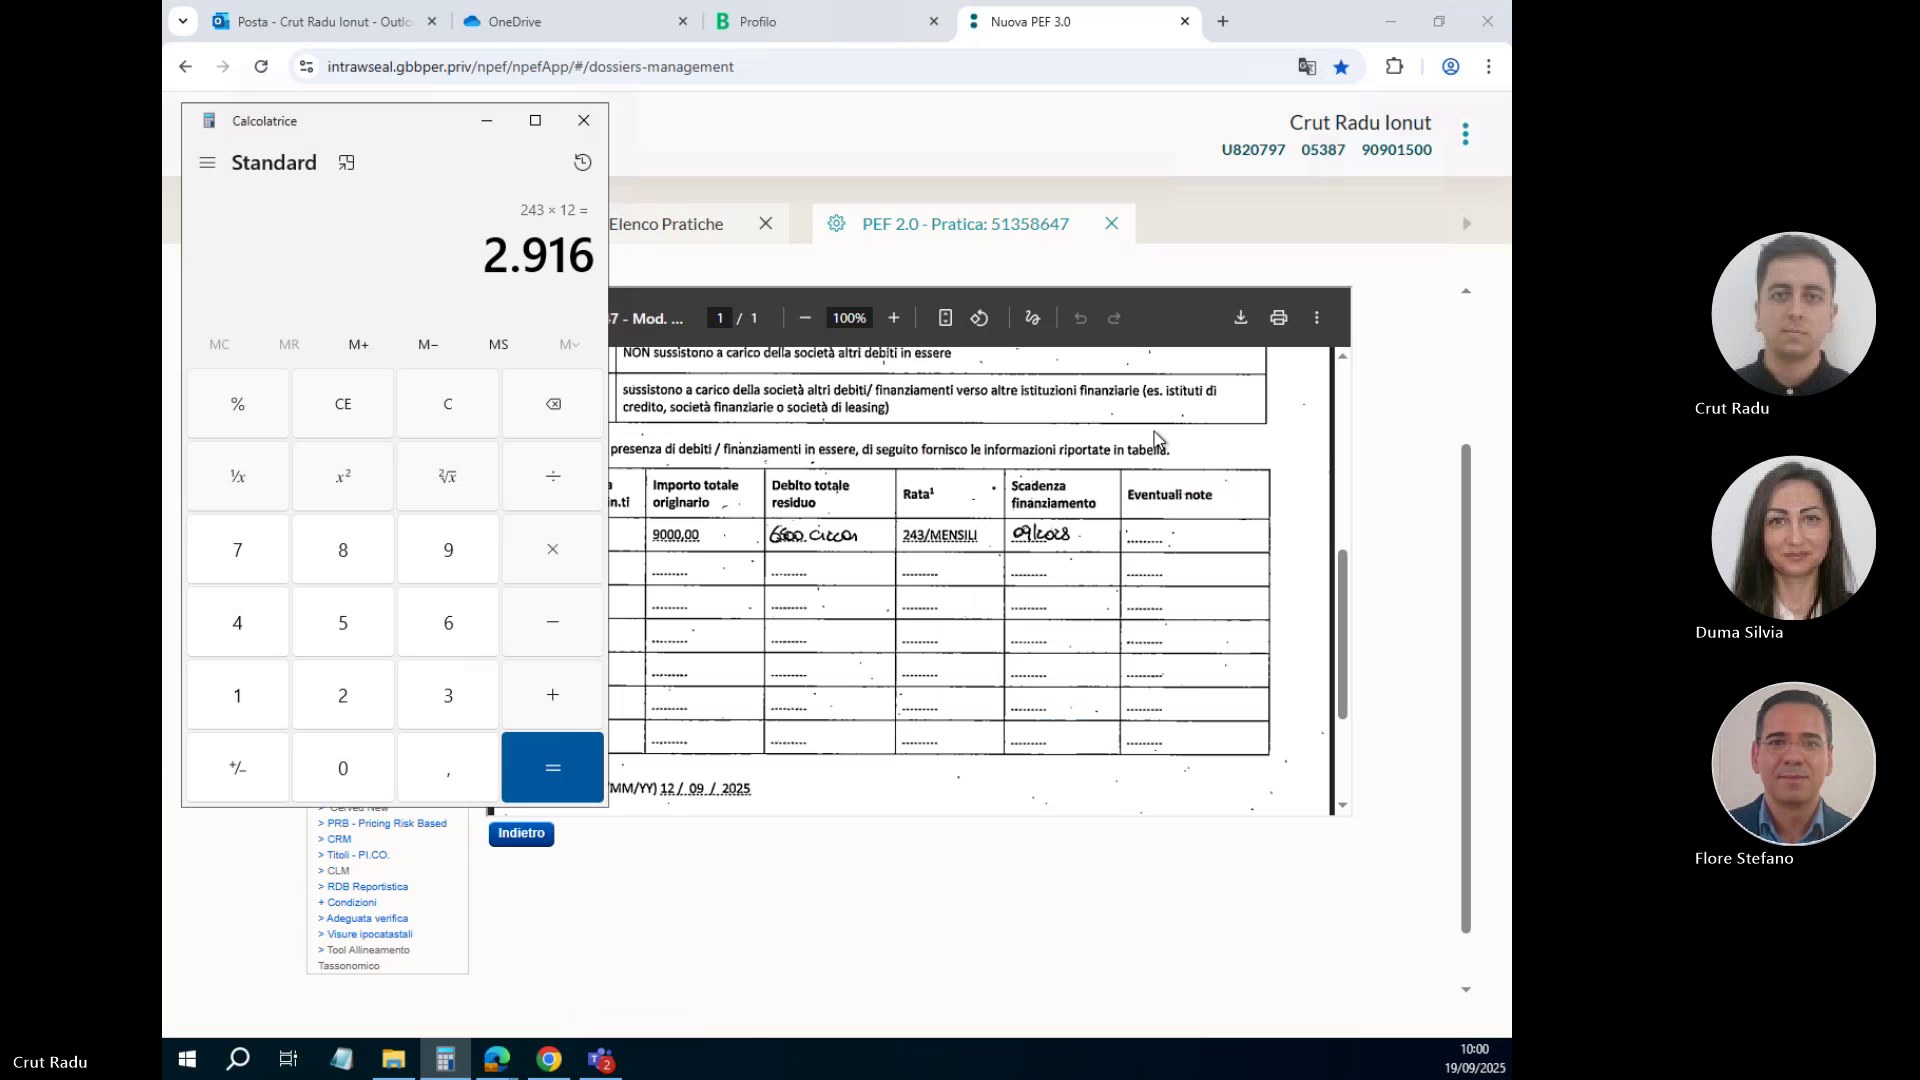 Posta - Crut Radu Ionut - Outlo
OneDrive
Profilo
Nuova PEF 3.0
intrawseal.gbbper.priv/npef/npefApp/#/dossiers-management
Calcolatrice
Standard
243 × 12 =
2.916
MC MR M+ M− MS M
% CE C
¹/x x² ²√x ÷
7 8 9 ×
4 5 6 −
1 2 3 +
+/− 0 , =
Crut Radu Ionut
U820797 05387 90901500
Elenco Pratiche
PEF 2.0 - Pratica: 51358647
7 - Mod. ...
1 / 1
100%
NON sussistono a carico della società altri debiti in essere
sussistono a carico della società altri debiti/ finanziamenti verso altre istituzioni finanziarie (es. istituti di
credito, società finanziarie o società di leasing)
presenza di debiti / finanziamenti in essere, di seguito fornisco le informazioni riportate in tabella.
in.ti
Importo totale
originario
Debito totale
residuo
Rata¹
Scadenza
finanziamento
Eventuali note
9000,00
circa
243/MENSILI
09/2028
/MM/YY) 12 / 09 / 2025
Indietro
> Cerved New
> PRB - Pricing Risk Based
> CRM
> Titoli - PI.CO.
> CLM
> RDB Reportistica
+ Condizioni
> Adeguata verifica
> Visure ipocatastali
> Tool Allineamento
Tassonomico
Crut Radu
Duma Silvia
Flore Stefano
Crut Radu
2
10:00
19/09/2025